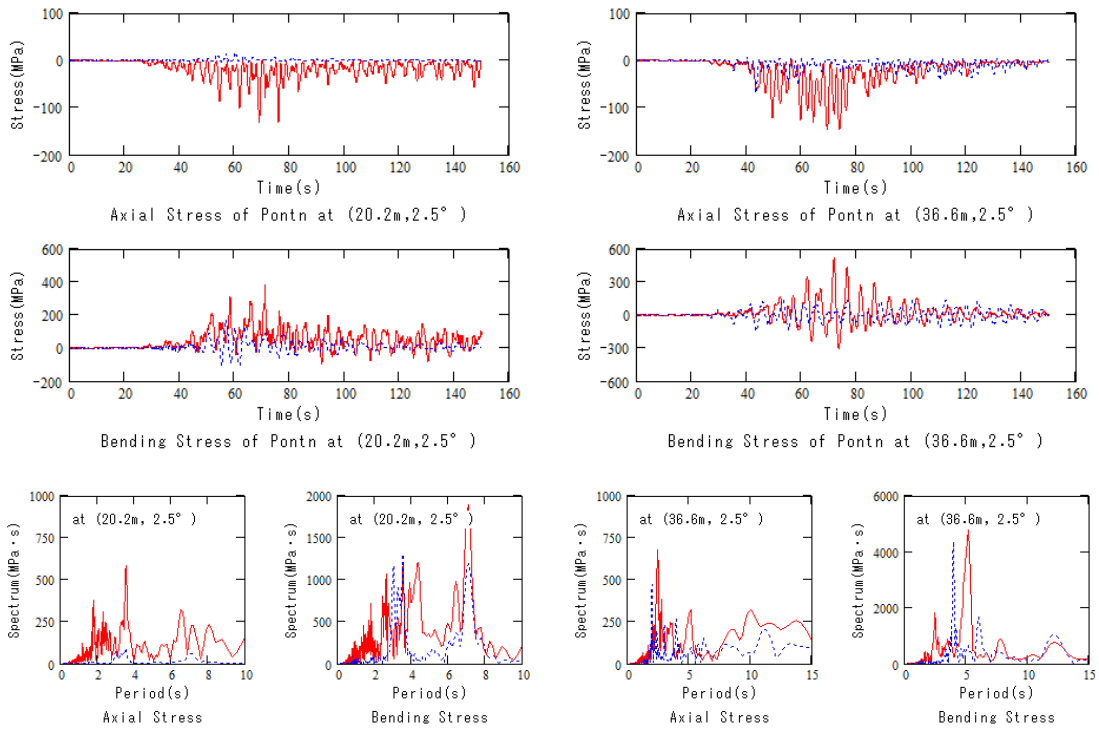 100
0
−100
−200
Stress(MPa)
0 20 40 60 80 100 120 140 160
Time(s)
Axial Stress of Pontn at (20.2m,2.5° )
100
0
−100
−200
Stress(MPa)
0 20 40 60 80 100 120 140 160
Time(s)
Axial Stress of Pontn at (36.6m,2.5° )
600
400
200
0
−200
Stress(MPa)
0 20 40 60 80 100 120 140 160
Time(s)
Bending Stress of Pontn at (20.2m,2.5° )
600
300
0
−300
−600
Stress(MPa)
0 20 40 60 80 100 120 140 160
Time(s)
Bending Stress of Pontn at (36.6m,2.5° )
1000
750
500
250
0
Spectrum(MPa·s)
at (20.2m, 2.5° )
0 2 4 6 8 10
Period(s)
Axial Stress
2000
1500
1000
500
0
Spectrum(MPa·s)
at (20.2m, 2.5° )
0 2 4 6 8 10
Period(s)
Bending Stress
1000
750
500
250
0
Spectrum(MPa·s)
at (36.6m, 2.5° )
0 5 10 15
Period(s)
Axial Stress
6000
4000
2000
0
Spectrum(MPa·s)
at (36.6m, 2.5° )
0 5 10 15
Period(s)
Bending Stress